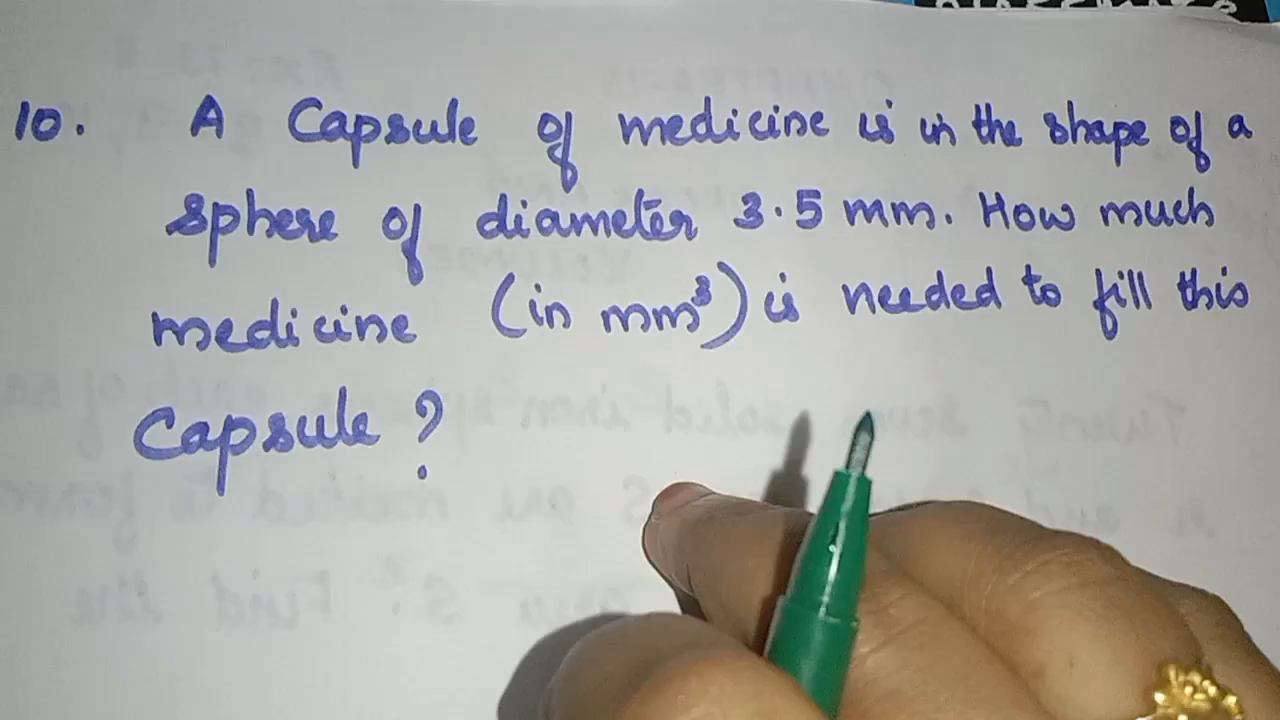 10. A Capsule of medicine is in the shape of a
sphere of diameter 3.5 mm. How much
medicine (in mm³) is needed to fill this
Capsule?